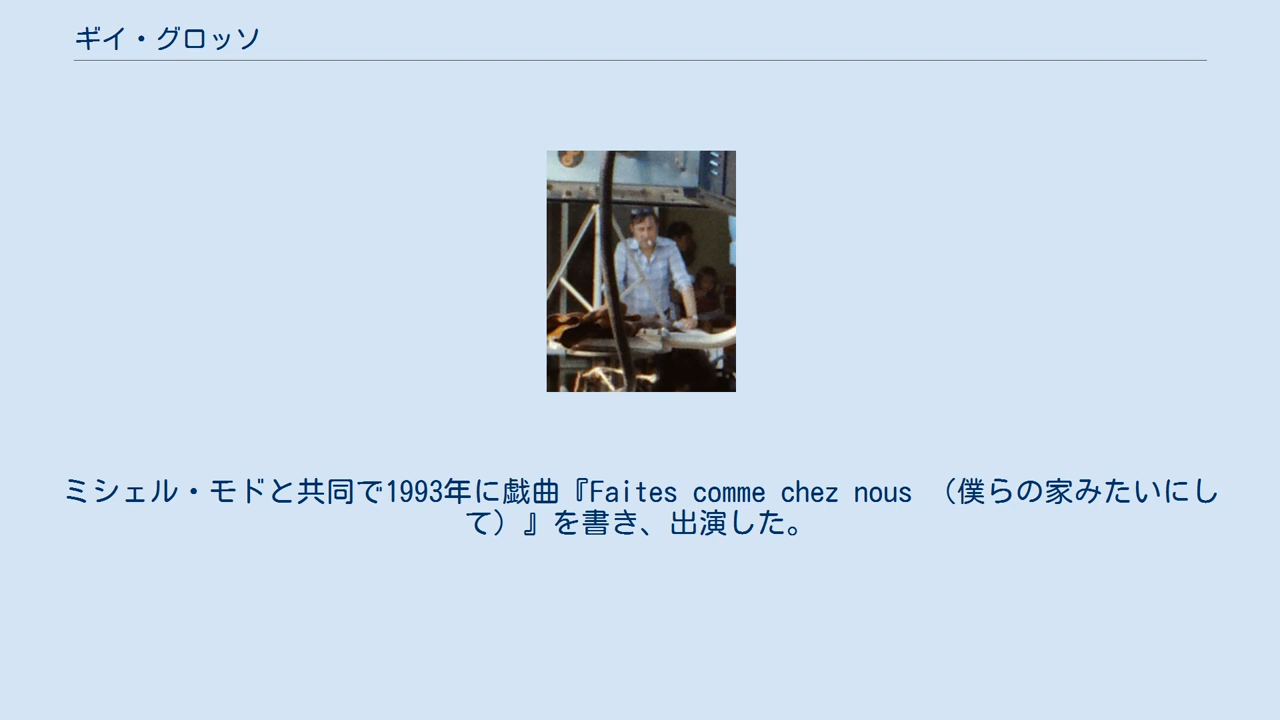 ギイ・グロッソ
ミシェル・モドと共同で1993年に戯曲『Faites comme chez nous （僕らの家みたいにし
て）』を書き、出演した。